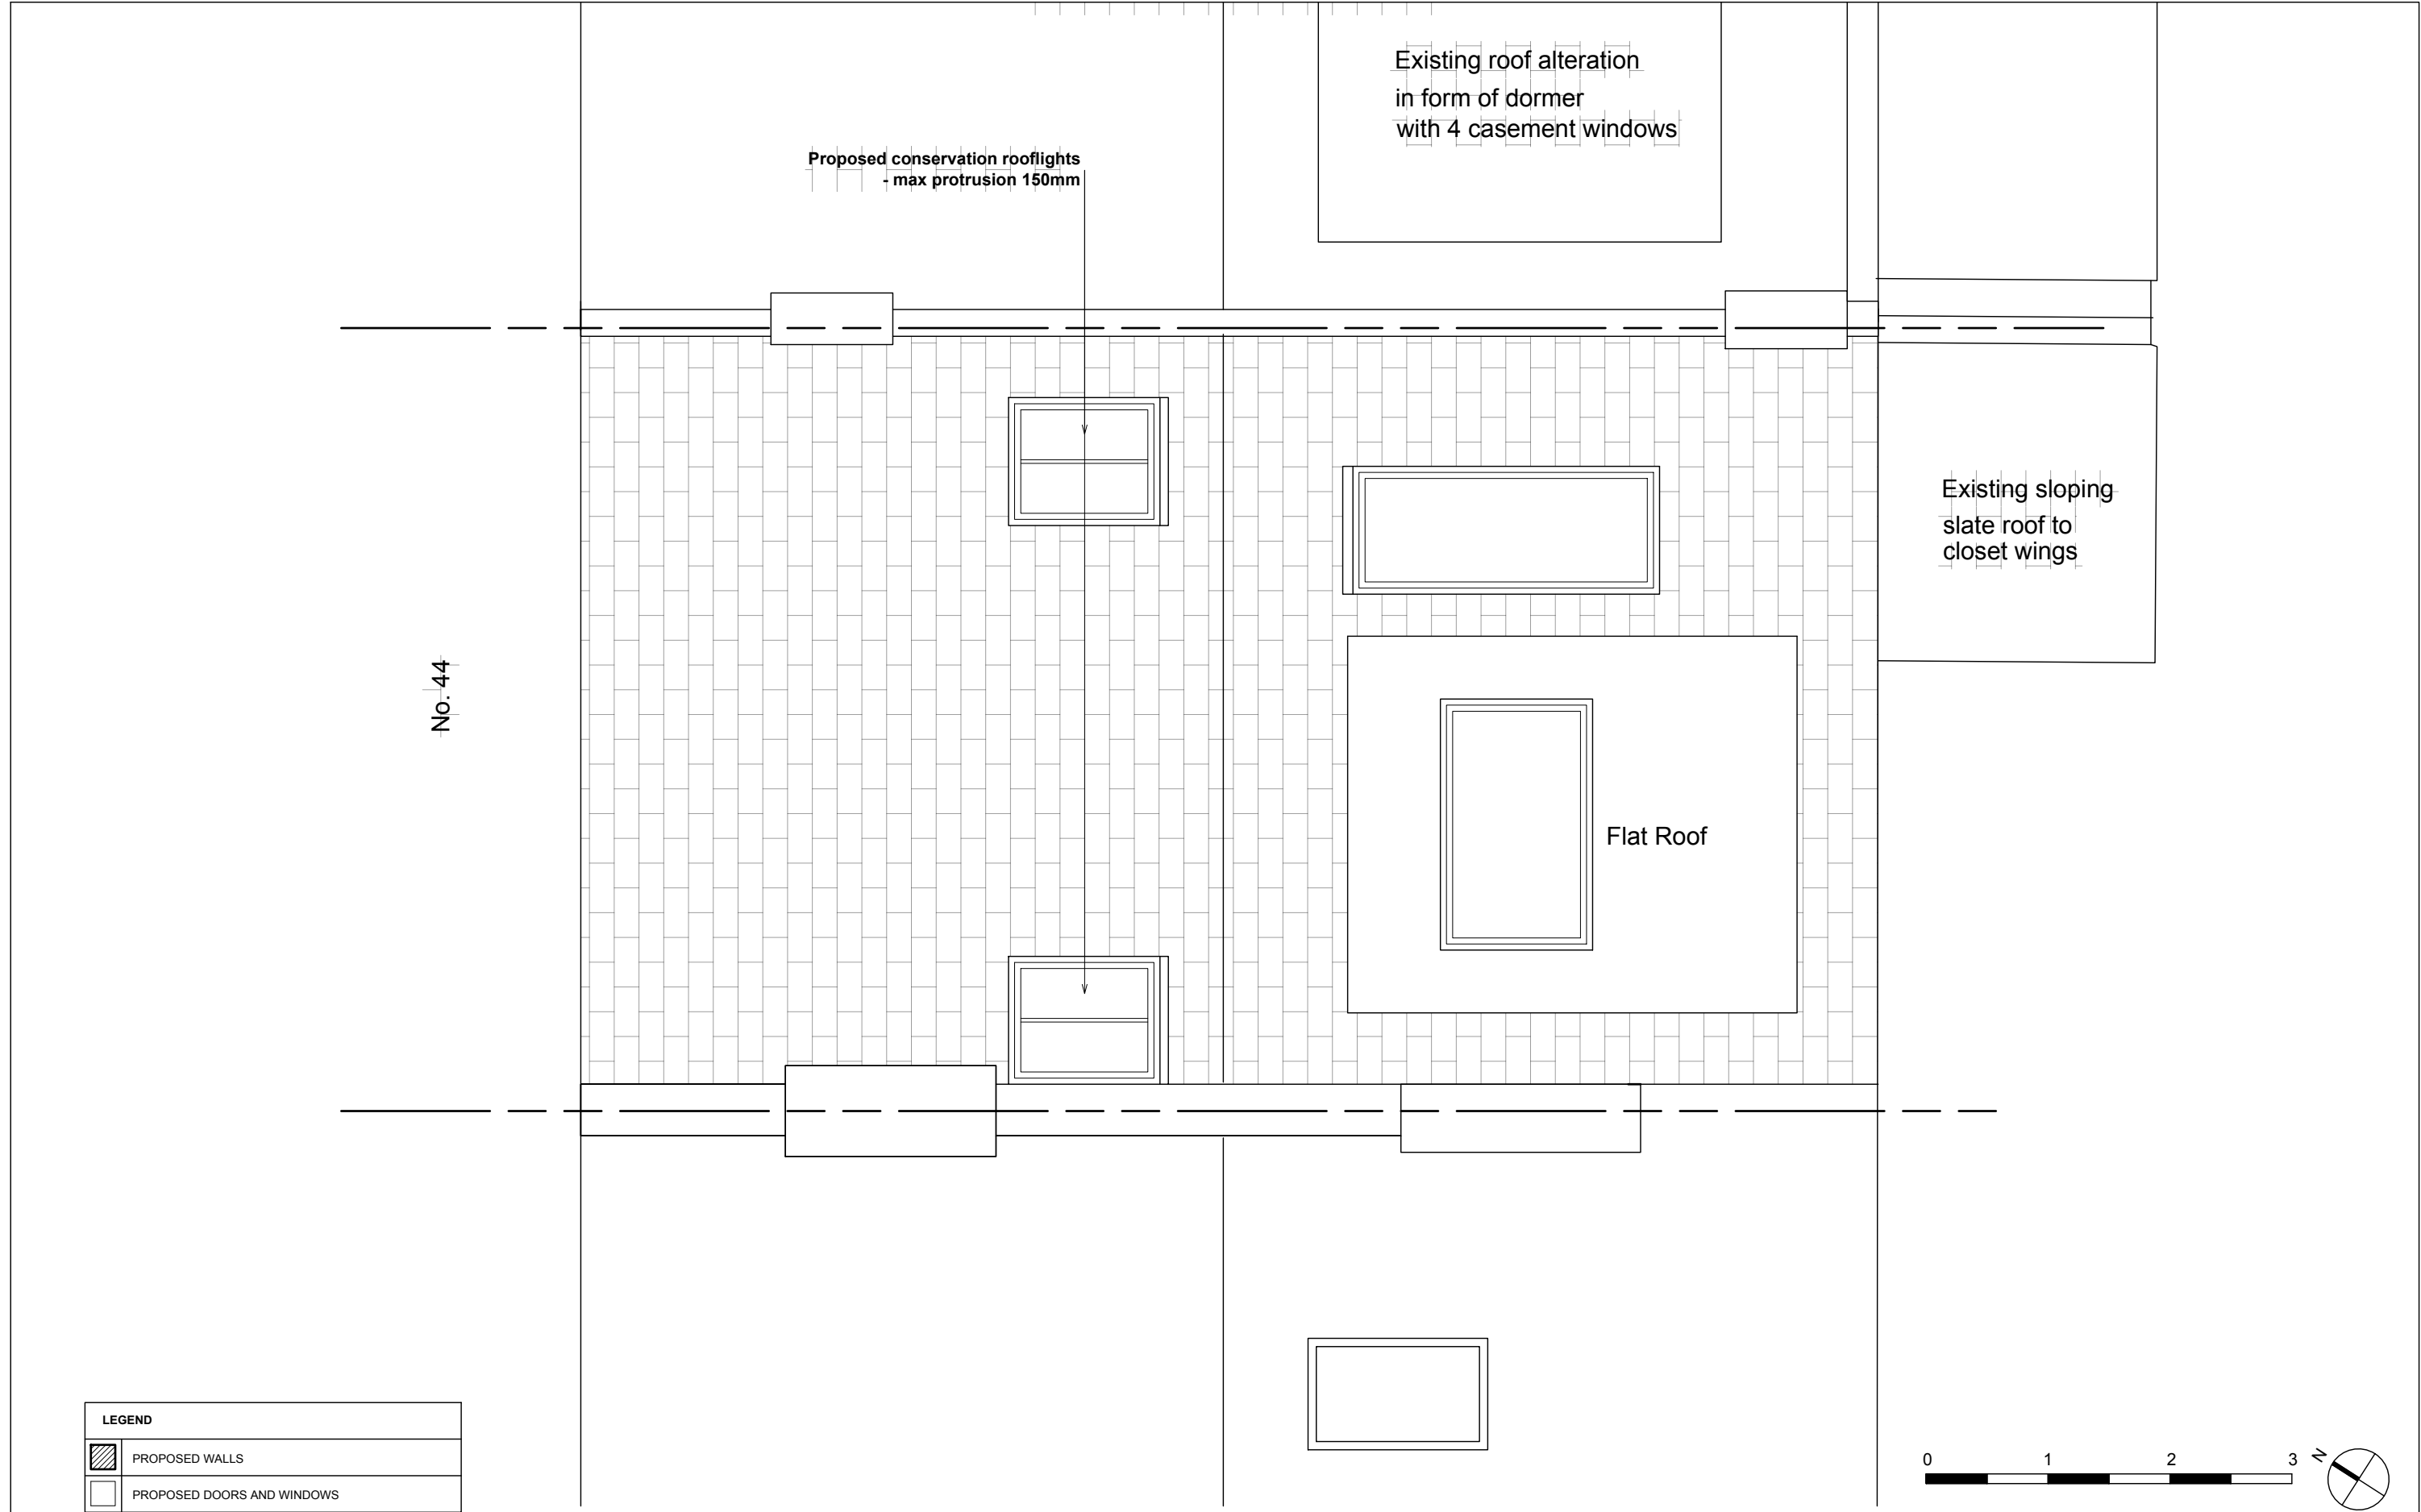 Existing roof alteration
in form of dormer
with 4 casement windows
Proposed conservation rooflights
- max protrusion 150mm
Existing sloping
slate roof to
closet wings
No. 44
Flat Roof
LEGEND
PROPOSED WALLS
PROPOSED DOORS AND WINDOWS
0 1 2 3
N